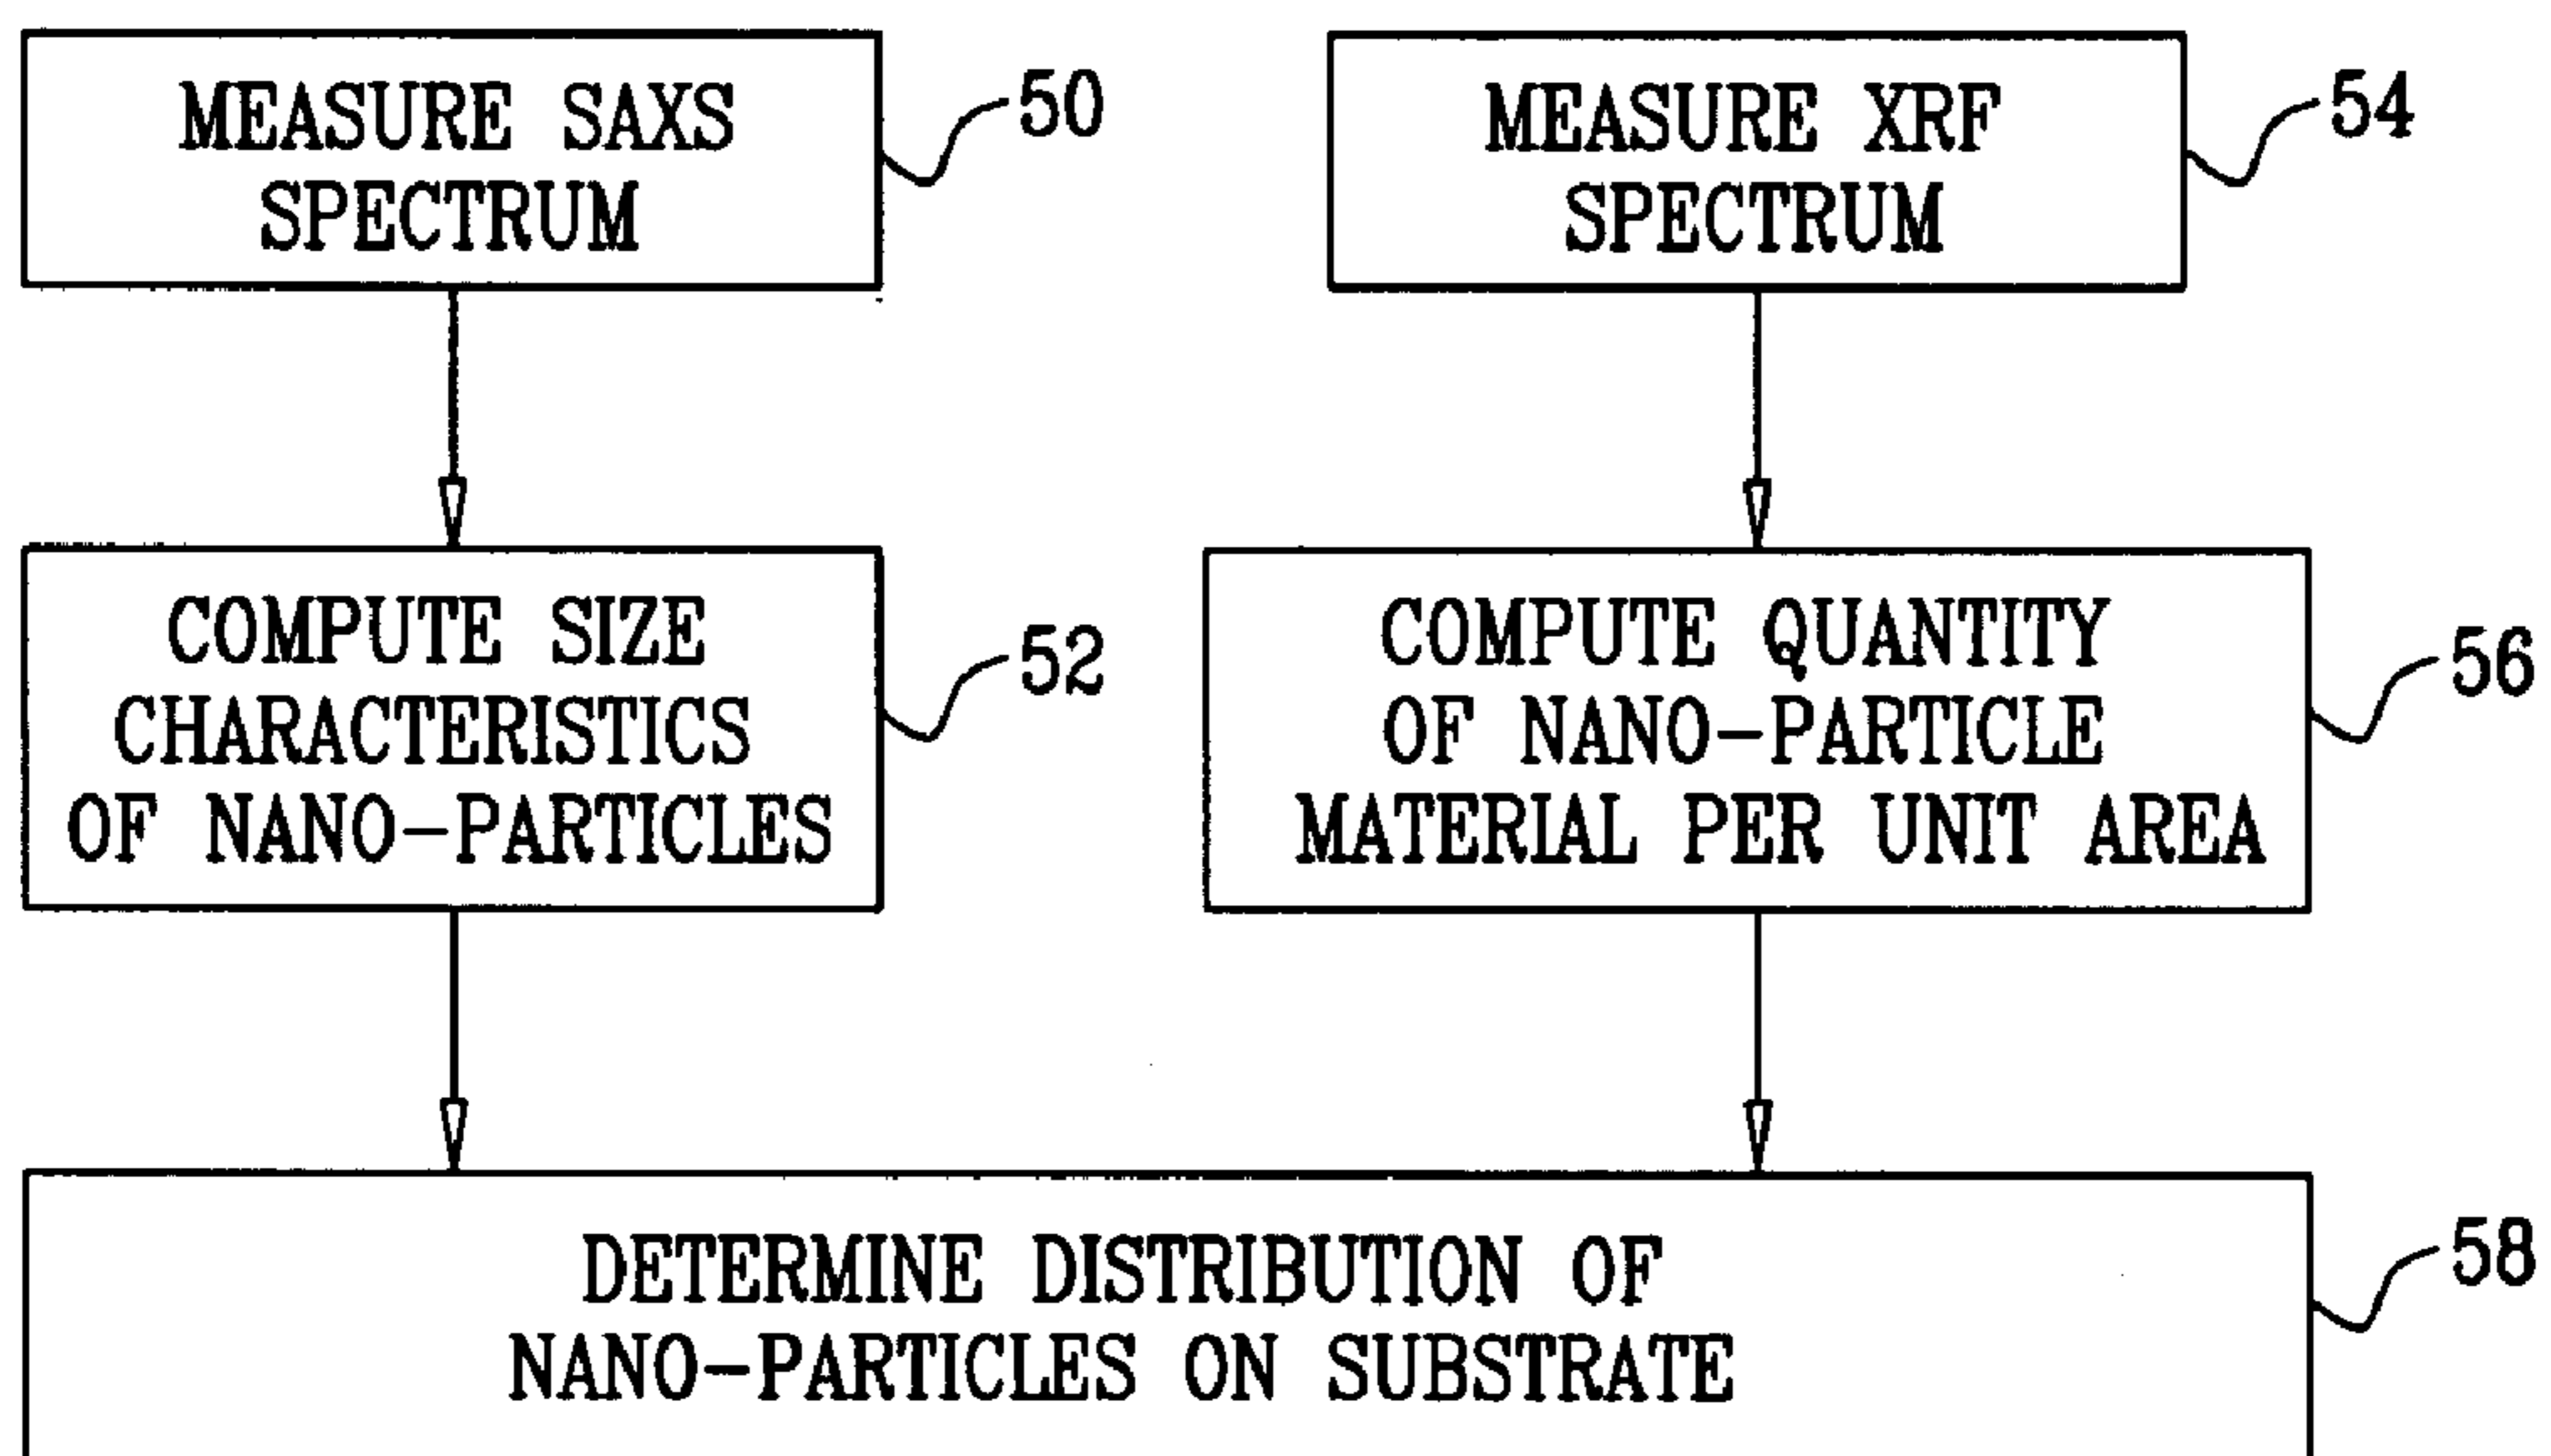 MEASURE SAXS
SPECTRUM
50
MEASURE XRF
SPECTRUM
54
COMPUTE SIZE
CHARACTERISTICS
OF NANO-PARTICLES
52
COMPUTE QUANTITY
OF NANO-PARTICLE
MATERIAL PER UNIT AREA
56
DETERMINE DISTRIBUTION OF
NANO-PARTICLES ON SUBSTRATE
58